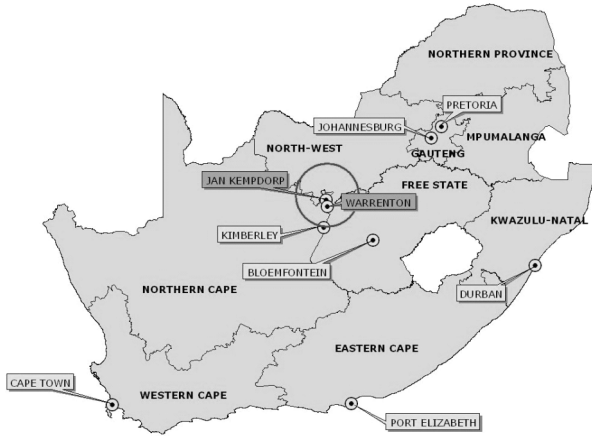 NORTHERN PROVINCE
PRETORIA
JOHANNESBURG
MPUMALANGA
NORTH-WEST
GAUTENG
JAN KEMPDORP
FREE STATE
WARRENTON
KWAZULU-NATAL
KIMBERLEY
BLOEMFONTEIN
NORTHERN CAPE
DURBAN
EASTERN CAPE
CAPE TOWN
WESTERN CAPE
PORT ELIZABETH